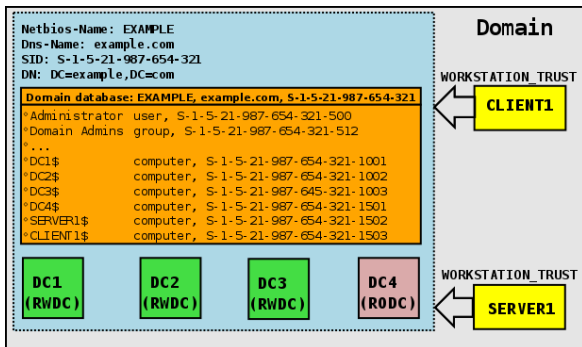 Domain
Netbios-Name: EXAMPLE
Dns-Name: example.com
SID: S-1-5-21-987-654-321
DN: DC=example,DC=com
Domain database: EXAMPLE, example.com, S-1-5-21-987-654-321
°Administrator user, S-1-5-21-987-654-321-500
°Domain Admins group, S-1-5-21-987-654-321-512
°...
°DC1$ computer, S-1-5-21-987-654-321-1001
°DC2$ computer, S-1-5-21-987-654-321-1002
°DC3$ computer, S-1-5-21-987-645-321-1003
°DC4$ computer, S-1-5-21-987-654-321-1501
°SERVER1$ computer, S-1-5-21-987-654-321-1502
°CLIENT1$ computer, S-1-5-21-987-654-321-1503
WORKSTATION_TRUST
CLIENT1
DC1
(RWDC)
DC2
(RWDC)
DC3
(RWDC)
DC4
(RODC)
WORKSTATION_TRUST
SERVER1